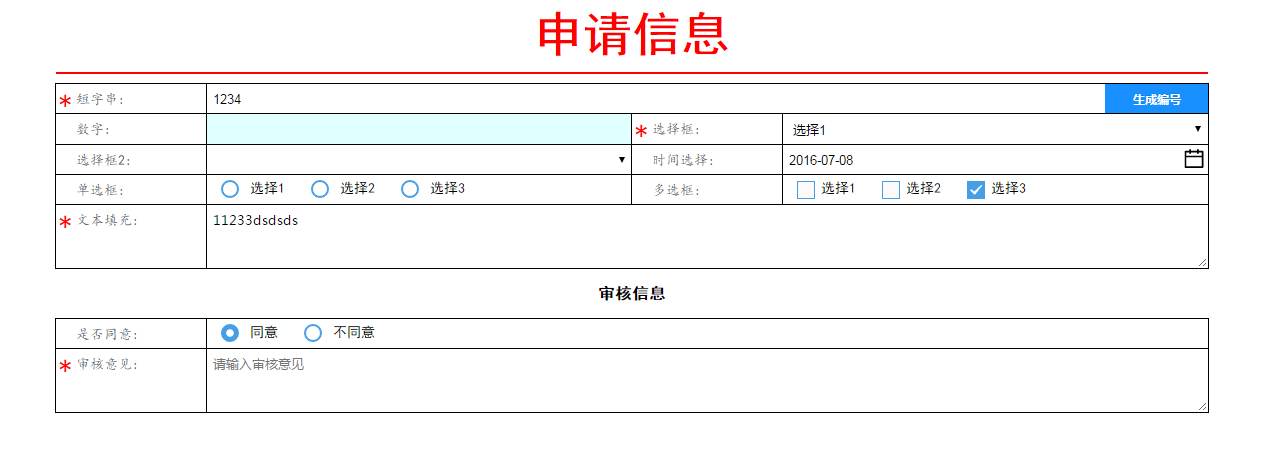 申请信息
* 短字串: 1234 生成编号
数字: * 选择框: 选择1
选择框2: 时间选择: 2016-07-08
单选框: 选择1 选择2 选择3 多选框: 选择1 选择2 选择3
* 文本填充: 11233dsdsds
审核信息
是否同意: 同意 不同意
* 审核意见: 请输入审核意见